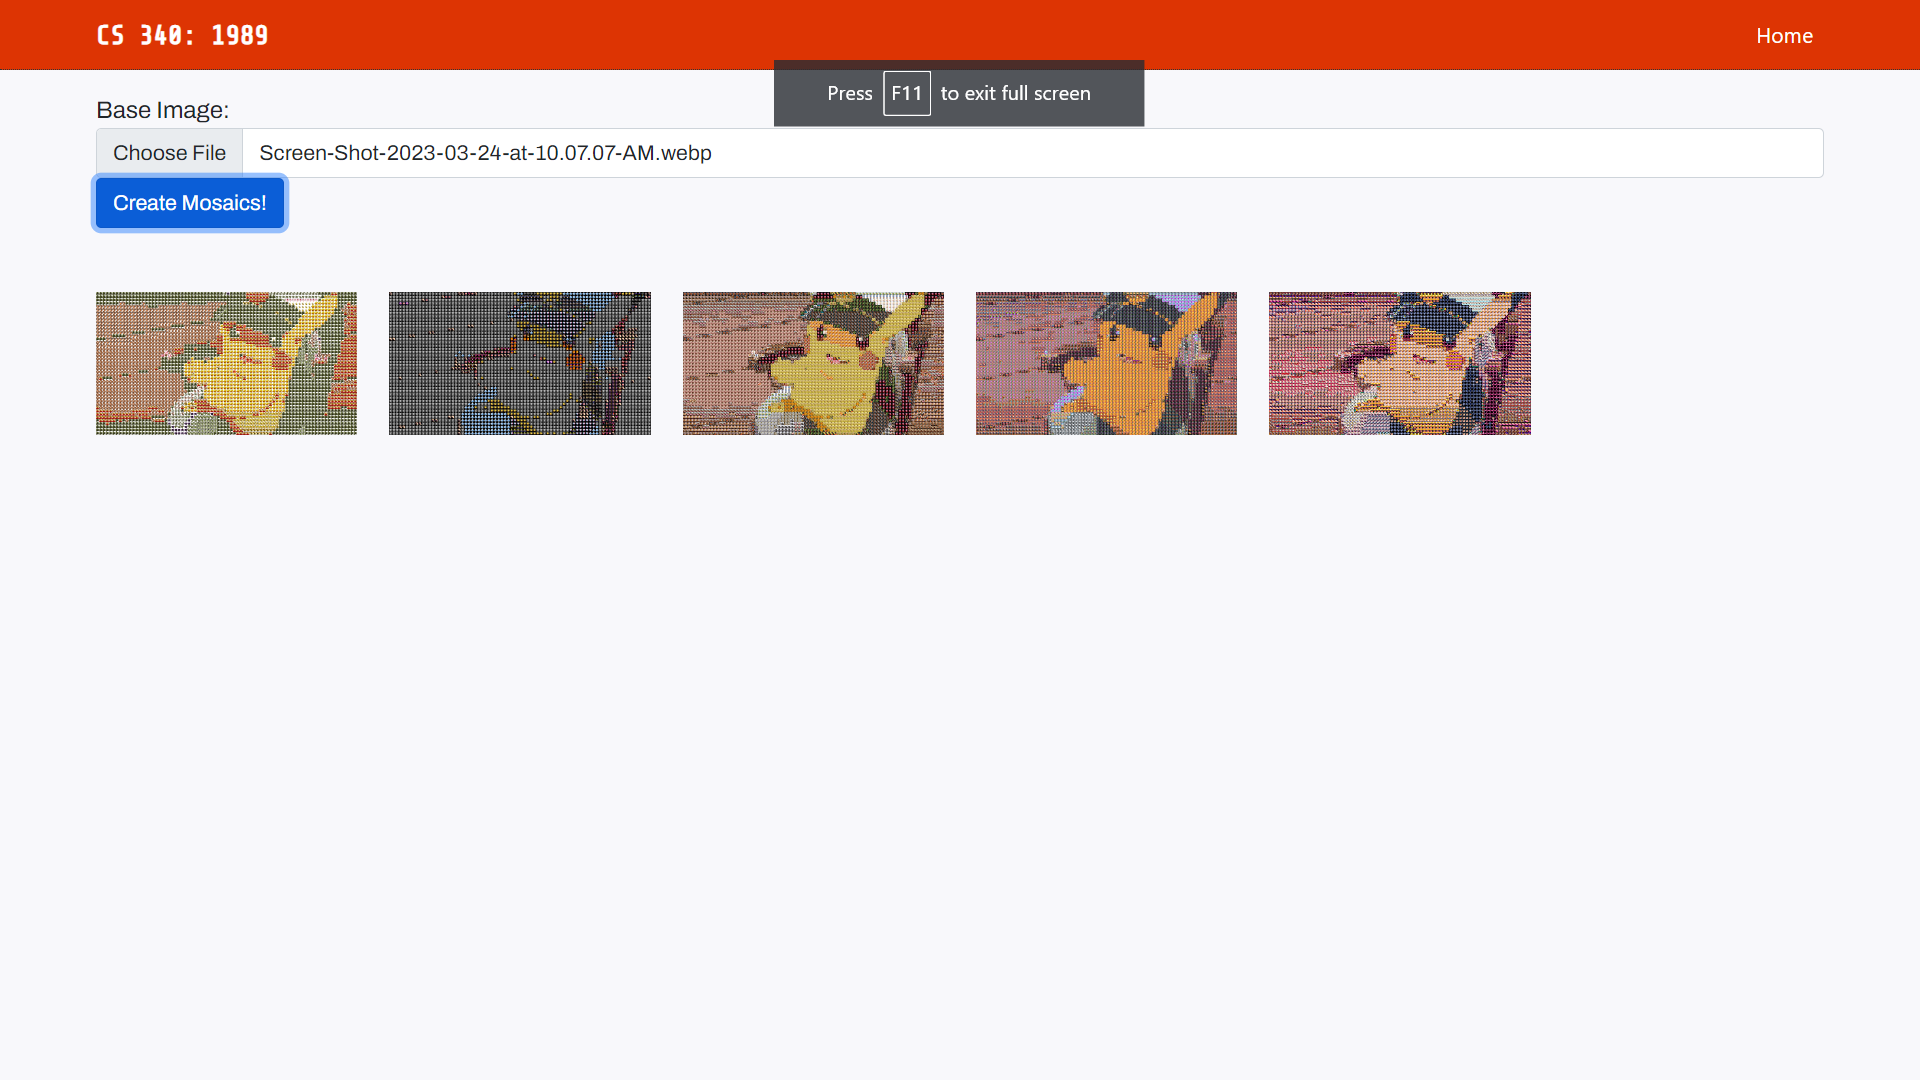 CS 340: 1989
Home
Press F11 to exit full screen
Base Image:
Choose File Screen-Shot-2023-03-24-at-10.07.07-AM.webp
Create Mosaics!